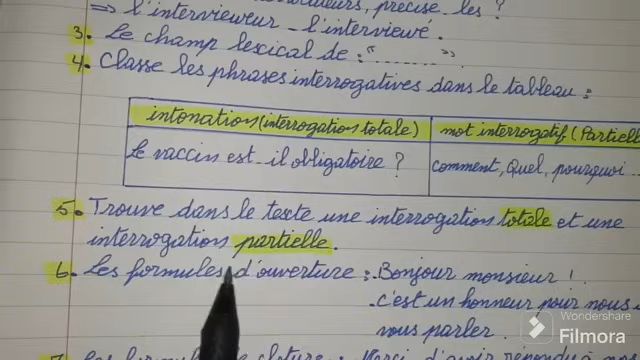 précise-les ?
⇒ l'intervieweur - l'interviewé.
3. Le champ lexical de : "........."
4. Classe les phrases interrogatives dans le tableau :
intonation (interrogation totale) mot interrogatif (Partielle
Le vaccin est-il obligatoire ? comment, Quel, pourquoi...
5. Trouve dans le texte une interrogation totale et une
interrogation partielle.
6. Les formules d'ouverture : . Bonjour monsieur !
. c'est un honneur pour nous
vous parler.
Wondershare
Filmora